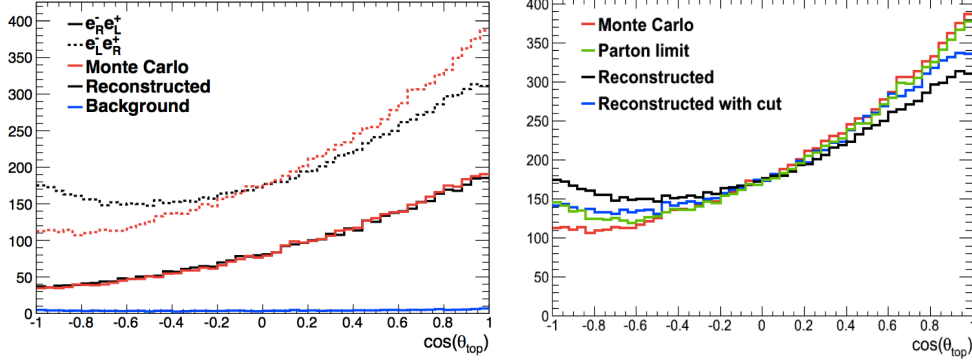 e⁻_R e⁺_L
e⁻_L e⁺_R
Monte Carlo
Reconstructed
Background
400
350
300
250
200
150
100
50
0
-1 -0.8 -0.6 -0.4 -0.2 0 0.2 0.4 0.6 0.8 1
cos(θ_top)
Monte Carlo
Parton limit
Reconstructed
Reconstructed with cut
400
350
300
250
200
150
100
50
0
-1 -0.8 -0.6 -0.4 -0.2 0 0.2 0.4 0.6 0.8 1
cos(θ_top)